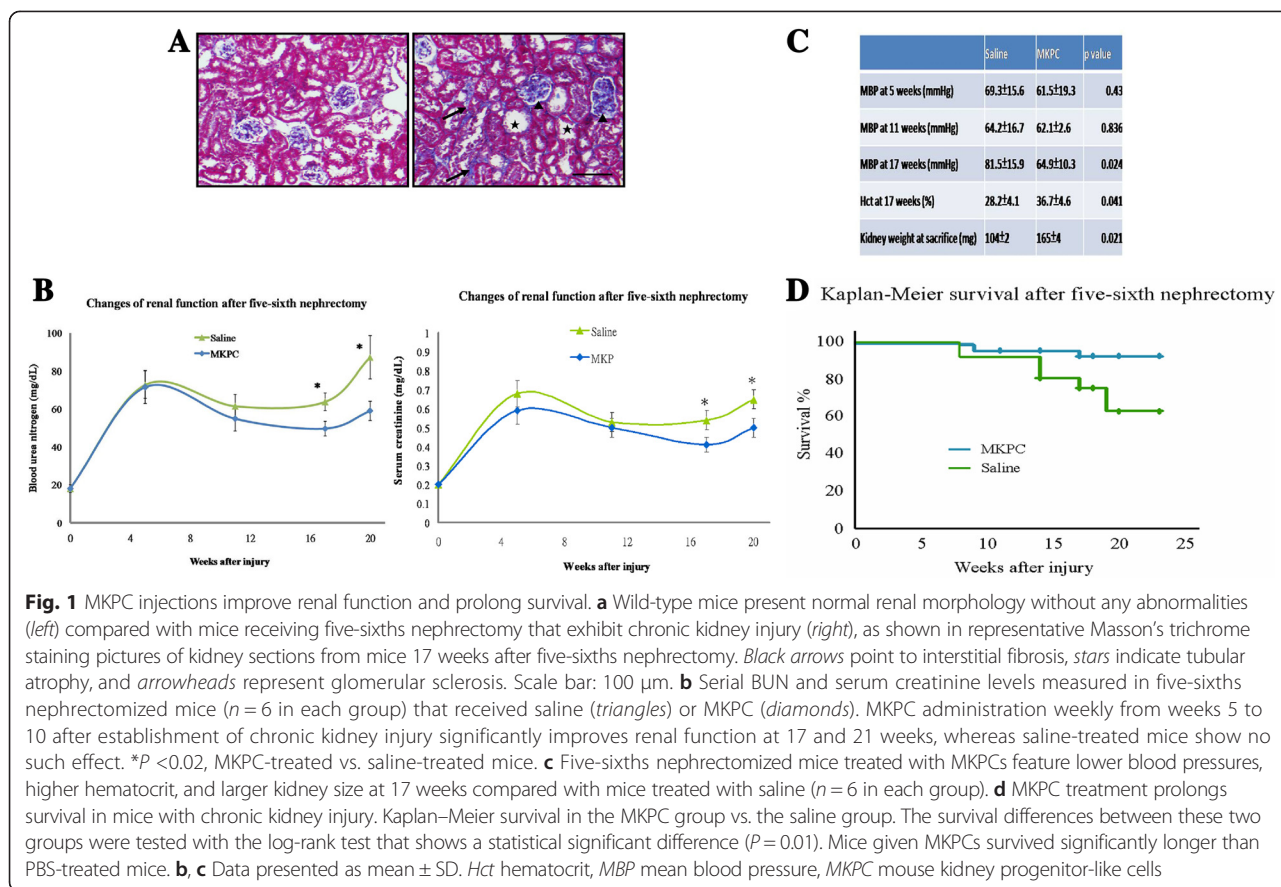 A
C
Saline MKPC p value
MBP at 5 weeks (mmHg) 69.3±15.6 61.5±19.3 0.43
MBP at 11 weeks (mmHg) 64.2±16.7 62.1±2.6 0.836
MBP at 17 weeks (mmHg) 81.5±15.9 64.9±10.3 0.024
Hct at 17 weeks (%) 28.2±4.1 36.7±4.6 0.041
Kidney weight at sacrifice (mg) 104±2 165±4 0.021
B
Changes of renal function after five-sixth nephrectomy
Saline
MKPC
Blood urea nitrogen (mg/dL)
100
80
60
40
20
0
* *
0 4 8 12 16 20
Weeks after injury
Changes of renal function after five-sixth nephrectomy
Saline
MKP
Serum creatinine (mg/dL)
1
0.9
0.8
0.7
0.6
0.5
0.4
0.3
0.2
0.1
0
* *
0 4 8 12 16 20
Weeks after injury
D Kaplan-Meier survival after five-sixth nephrectomy
Survival %
100
80
60
40
20
0
MKPC
Saline
0 5 10 15 20 25
Weeks after injury
Fig. 1 MKPC injections improve renal function and prolong survival. a Wild-type mice present normal renal morphology without any abnormalities
(left) compared with mice receiving five-sixths nephrectomy that exhibit chronic kidney injury (right), as shown in representative Masson's trichrome
staining pictures of kidney sections from mice 17 weeks after five-sixths nephrectomy. Black arrows point to interstitial fibrosis, stars indicate tubular
atrophy, and arrowheads represent glomerular sclerosis. Scale bar: 100 μm. b Serial BUN and serum creatinine levels measured in five-sixths
nephrectomized mice (n = 6 in each group) that received saline (triangles) or MKPC (diamonds). MKPC administration weekly from weeks 5 to
10 after establishment of chronic kidney injury significantly improves renal function at 17 and 21 weeks, whereas saline-treated mice show no
such effect. *P <0.02, MKPC-treated vs. saline-treated mice. c Five-sixths nephrectomized mice treated with MKPCs feature lower blood pressures,
higher hematocrit, and larger kidney size at 17 weeks compared with mice treated with saline (n = 6 in each group). d MKPC treatment prolongs
survival in mice with chronic kidney injury. Kaplan–Meier survival in the MKPC group vs. the saline group. The survival differences between these two
groups were tested with the log-rank test that shows a statistical significant difference (P = 0.01). Mice given MKPCs survived significantly longer than
PBS-treated mice. b, c Data presented as mean ± SD. Hct hematocrit, MBP mean blood pressure, MKPC mouse kidney progenitor-like cells